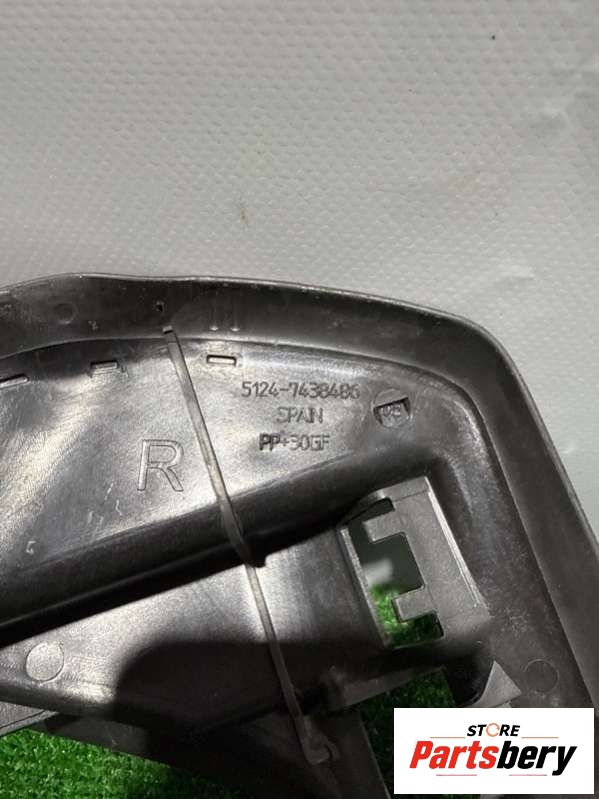 5124-7438486
SPAIN
PP+30GF
R
STORE
Partsbery